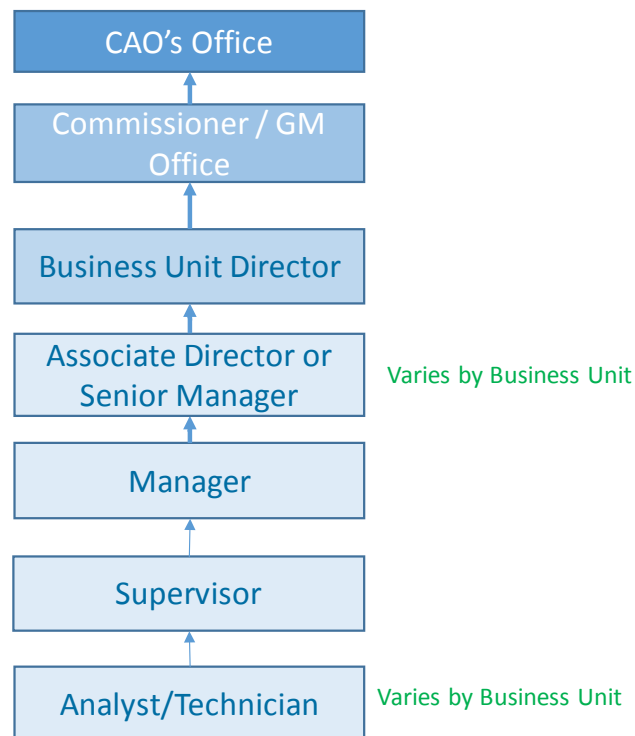 CAO’s Office
Commissioner / GM
Office
Business Unit Director
Associate Director or
Senior Manager
Varies by Business Unit
Manager
Supervisor
Analyst/Technician
Varies by Business Unit